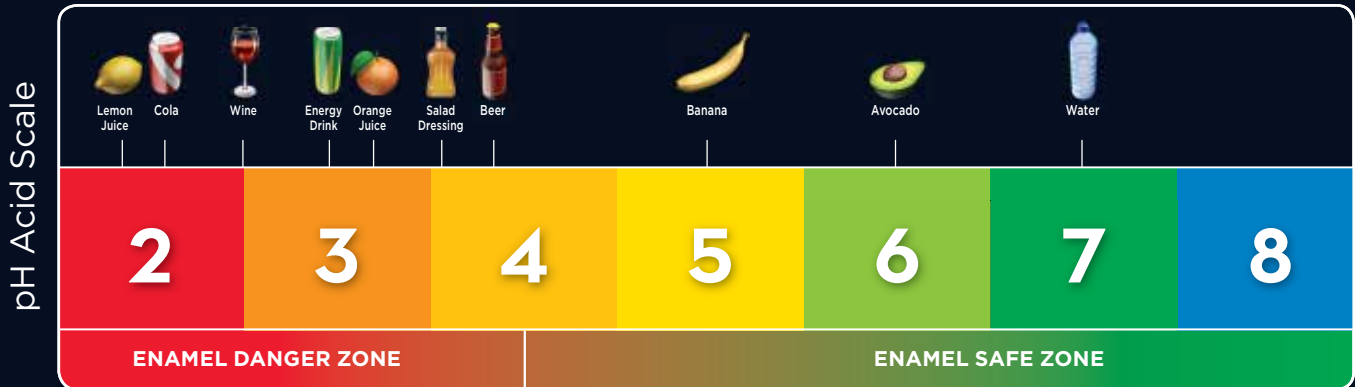 pH Acid Scale
Lemon
Juice
Cola
Wine
Energy
Drink
Orange
Juice
Salad
Dressing
Beer
Banana
Avocado
Water
2
3
4
5
6
7
8
ENAMEL DANGER ZONE
ENAMEL SAFE ZONE